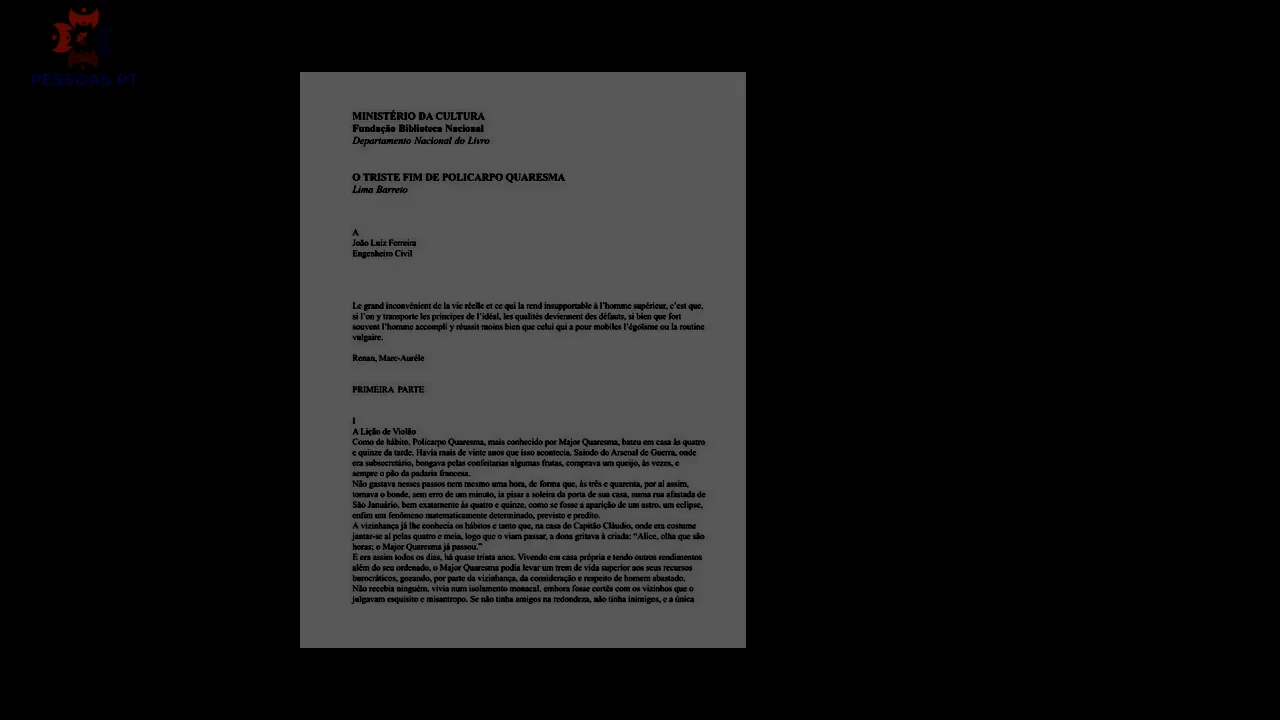 PESSOAS PT
MINISTÉRIO DA CULTURA
Fundação Biblioteca Nacional
Departamento Nacional do Livro
O TRISTE FIM DE POLICARPO QUARESMA
Lima Barreto
A
João Luiz Ferreira
Engenheiro Civil
Le grand inconvénient de la vie réelle et ce qui la rend insupportable à l'homme supérieur, c'est que,
si l'on y transporte les principes de l'idéal, les qualités deviennent des défauts, si bien que fort
souvent l'homme accompli y réussit moins bien que celui qui a pour mobiles l'égoïsme ou la routine
vulgaire.
Renan, Marc-Aurèle
PRIMEIRA PARTE
I
A Lição de Violão
Como de hábito, Policarpo Quaresma, mais conhecido por Major Quaresma, bateu em casa às quatro
e quinze da tarde. Havia mais de vinte anos que isso acontecia. Saindo do Arsenal de Guerra, onde
era subsecretário, bongava pelas confeitarias algumas frutas, comprava um queijo, às vezes, e
sempre o pão da padaria francesa.
Não gastava nesses passos nem mesmo uma hora, de forma que, às três e quarenta, por aí assim,
tomava o bonde, sem erro de um minuto, ia pisar a soleira da porta de sua casa, numa rua afastada de
São Januário, bem exatamente às quatro e quinze, como se fosse a aparição de um astro, um eclipse,
enfim um fenômeno matematicamente determinado, previsto e predito.
A vizinhança já lhe conhecia os hábitos e tanto que, na casa do Capitão Cláudio, onde era costume
jantar-se aí pelas quatro e meia, logo que o viam passar, a dona gritava à criada: “Alice, olha que são
horas; o Major Quaresma já passou.”
E era assim todos os dias, há quase trinta anos. Vivendo em casa própria e tendo outros rendimentos
além do seu ordenado, o Major Quaresma podia levar um trem de vida superior aos seus recursos
burocráticos, gozando, por parte da vizinhança, da consideração e respeito de homem abastado.
Não recebia ninguém, vivia num isolamento monacal, embora fosse cortês com os vizinhos que o
julgavam esquisito e misantropo. Se não tinha amigos na redondeza, não tinha inimigos, e a única